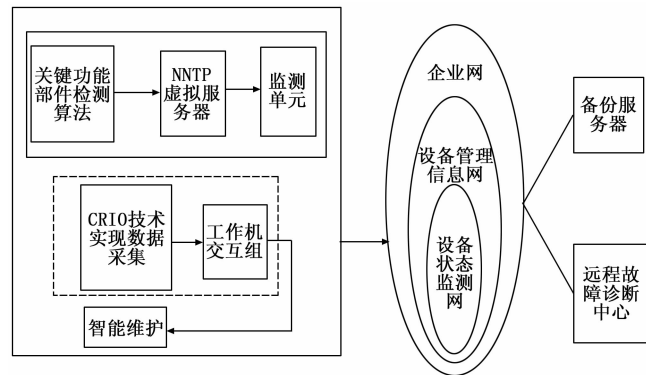 关键功能
部件检测
算法
NNTP
虚拟服
务器
监测
单元
CRIO技术
实现数据
采集
工作机
交互组
智能维护
企业网
设备管理
信息网
设备
状态
监测
网
备份服
务器
远程故
障诊断
中心